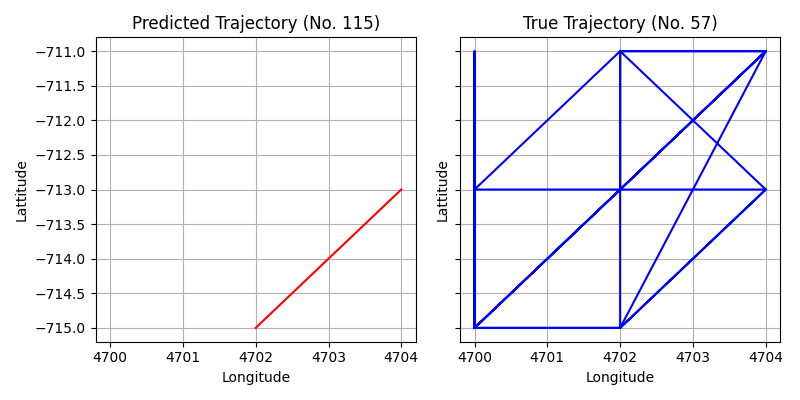 Predicted Trajectory (No. 115)
−711.0
−711.5
−712.0
−712.5
−713.0
−713.5
−714.0
−714.5
−715.0
Lattitude
4700 4701 4702 4703 4704
Longitude
True Trajectory (No. 57)
Lattitude
4700 4701 4702 4703 4704
Longitude